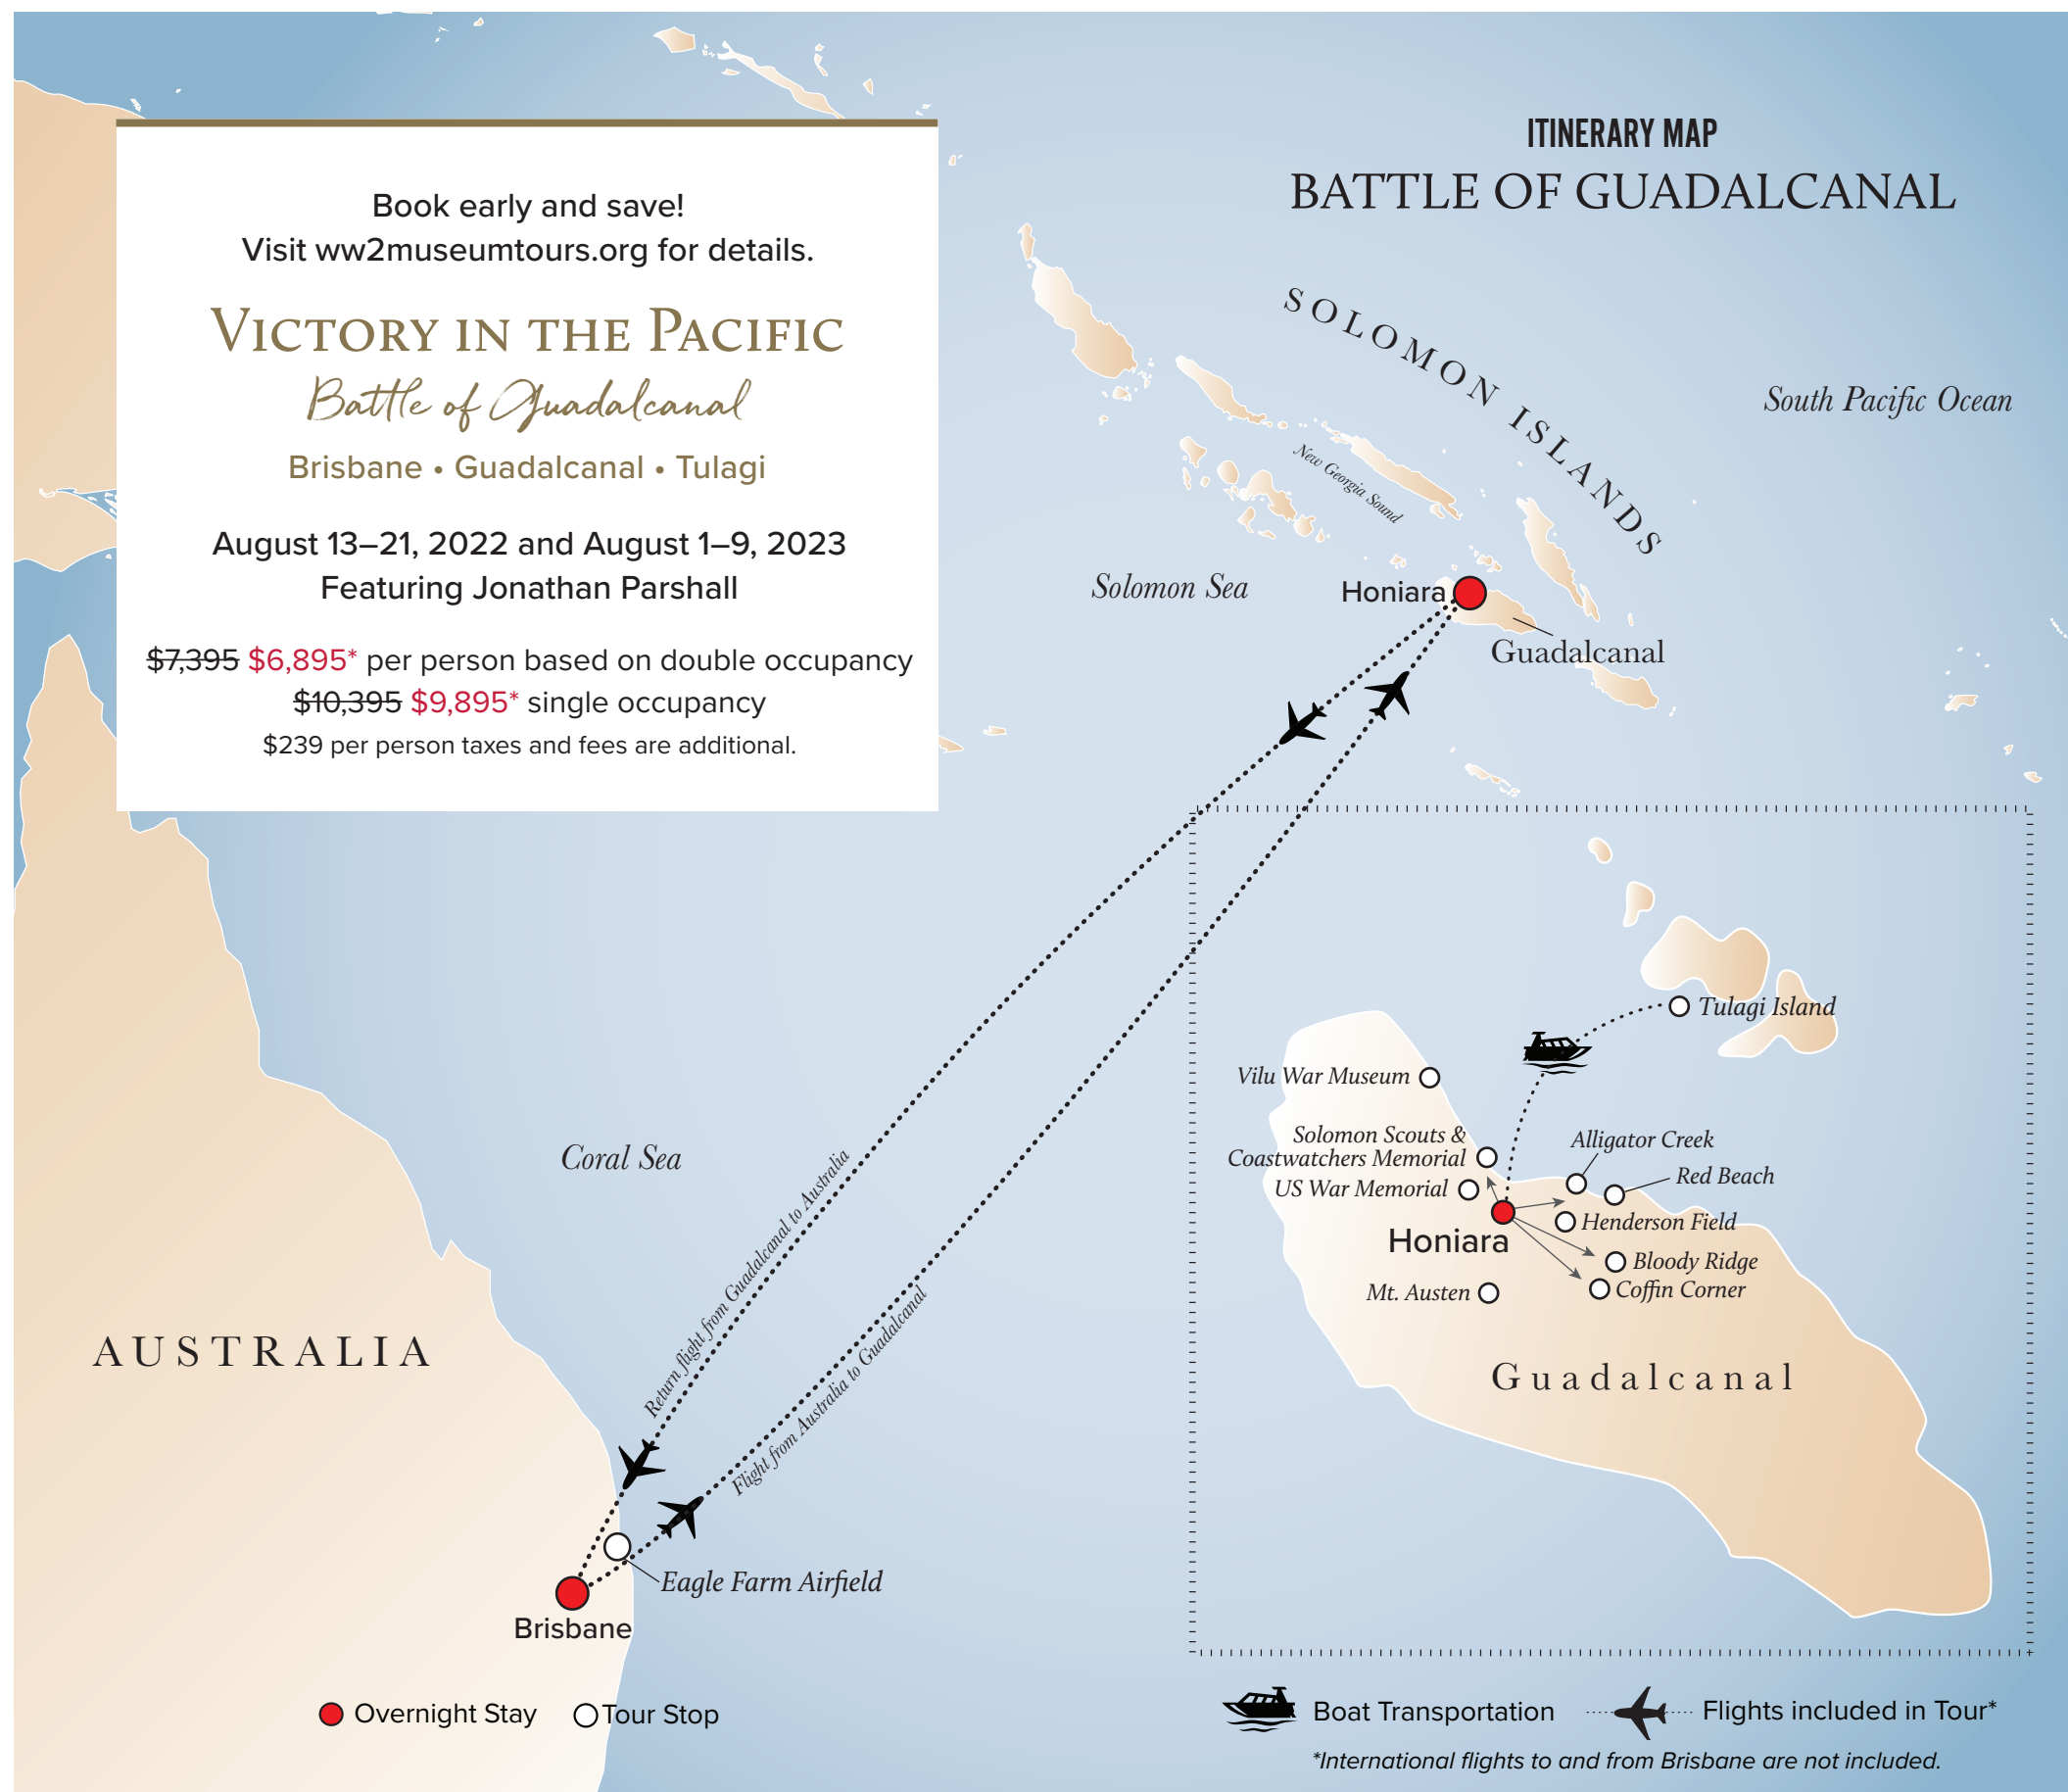 Book early and save!
Visit ww2museumtours.org for details.
Victory in the Pacific
Battle of Guadalcanal
Brisbane • Guadalcanal • Tulagi
August 13–21, 2022 and August 1–9, 2023
Featuring Jonathan Parshall
$7,395 $6,895* per person based on double occupancy
$10,395 $9,895* single occupancy
$239 per person taxes and fees are additional.
ITINERARY MAP
BATTLE OF GUADALCANAL
SOLOMON ISLANDS
South Pacific Ocean
New Georgia Sound
Solomon Sea
Honiara
Guadalcanal
Tulagi Island
Vilu War Museum
Solomon Scouts &
Coastwatchers Memorial
US War Memorial
Alligator Creek
Red Beach
Henderson Field
Honiara
Bloody Ridge
Coffin Corner
Mt. Austen
Guadalcanal
Coral Sea
Return flight from Guadalcanal to Australia
Flight from Australia to Guadalcanal
AUSTRALIA
Eagle Farm Airfield
Brisbane
Overnight Stay
Tour Stop
Boat Transportation
Flights included in Tour*
*International flights to and from Brisbane are not included.